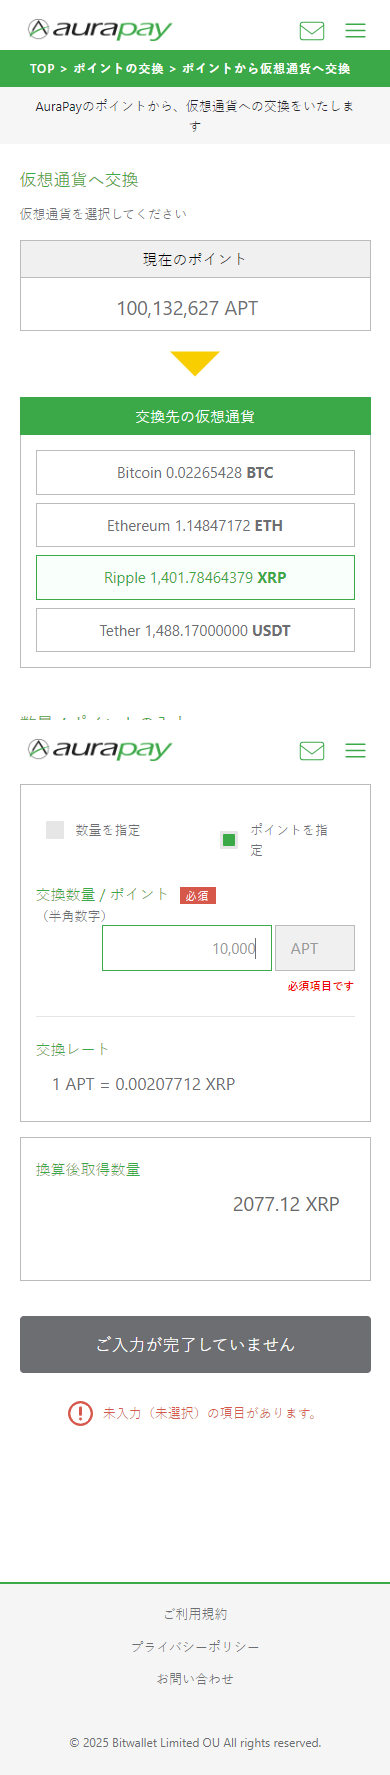 aurapay
TOP > ポイントの交換 > ポイントから仮想通貨へ交換
AuraPayのポイントから、仮想通貨への交換をいたしま
す
仮想通貨へ交換
仮想通貨を選択してください
現在のポイント
100,132,627 APT
交換先の仮想通貨
Bitcoin 0.02265428 BTC
Ethereum 1.14847172 ETH
Ripple 1,401.78464379 XRP
Tether 1,488.17000000 USDT
aurapay
数量を指定
ポイントを指
定
交換数量 / ポイント 必須
（半角数字）
10,000 APT
必須項目です
交換レート
1 APT = 0.00207712 XRP
換算後取得数量
2077.12 XRP
ご入力が完了していません
未入力（未選択）の項目があります。
ご利用規約
プライバシーポリシー
お問い合わせ
© 2025 Bitwallet Limited OU All rights reserved.